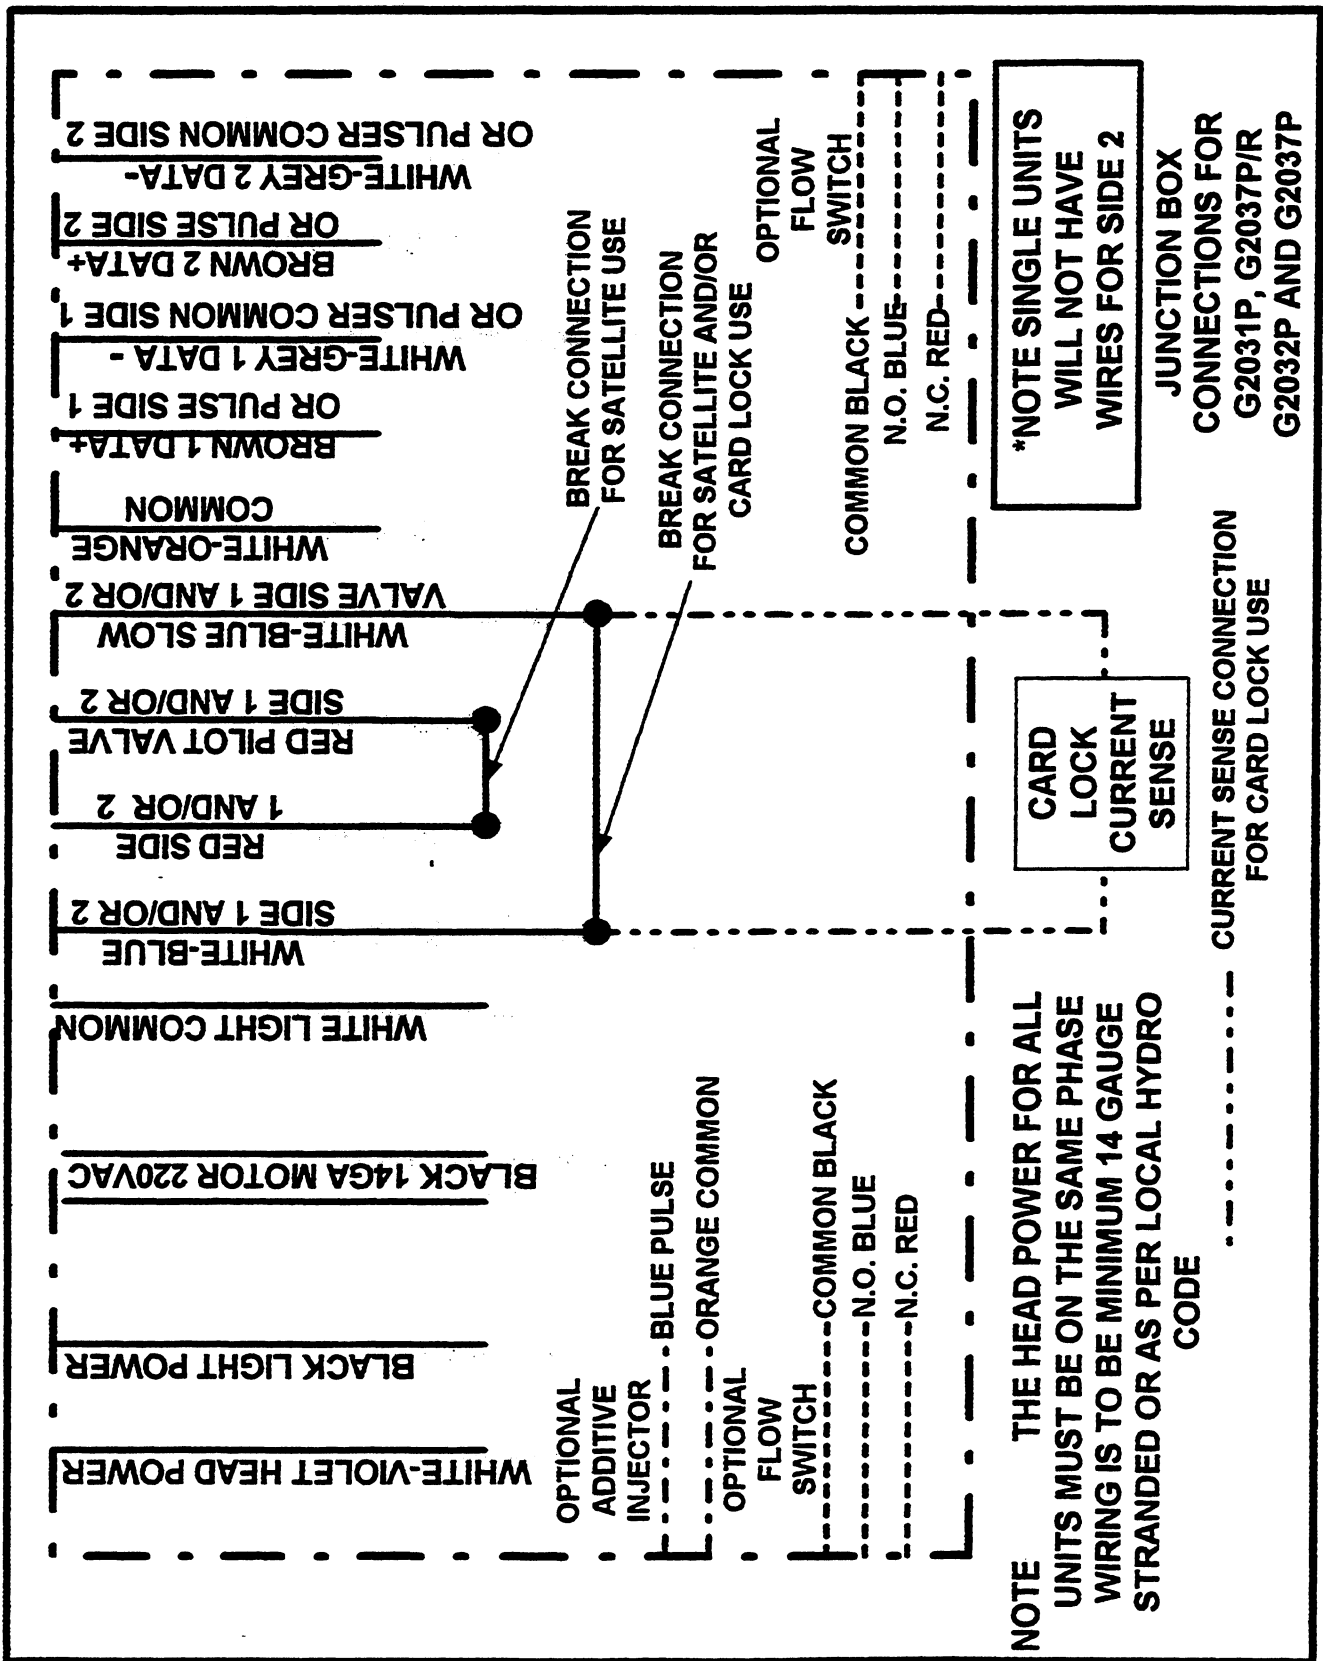 WHITE-VIOLET HEAD POWER
BLACK LIGHT POWER
BLACK 14GA MOTOR 220VAC
WHITE LIGHT COMMON
WHITE-BLUE
SIDE 1 AND/OR 2
RED SIDE
1 AND/OR 2
RED PILOT VALVE
SIDE 1 AND/OR 2
WHITE-BLUE SLOW
VALVE SIDE 1 AND/OR 2
WHITE-ORANGE
COMMON
BROWN 1 DATA+
OR PULSE SIDE 1
WHITE-GREY 1 DATA -
OR PULSER COMMON SIDE 1
BROWN 2 DATA+
OR PULSE SIDE 2
WHITE-GREY 2 DATA-
OR PULSER COMMON SIDE 2
BREAK CONNECTION
FOR SATELLITE USE
BREAK CONNECTION
FOR SATELLITE AND/OR
CARD LOCK USE
OPTIONAL
ADDITIVE
INJECTOR
BLUE PULSE
ORANGE COMMON
OPTIONAL
FLOW
SWITCH
COMMON BLACK
N.O. BLUE
N.C. RED
OPTIONAL
FLOW
SWITCH
COMMON BLACK
N.O. BLUE
N.C. RED
NOTE THE HEAD POWER FOR ALL
UNITS MUST BE ON THE SAME PHASE
WIRING IS TO BE MINIMUM 14 GAUGE
STRANDED OR AS PER LOCAL HYDRO
CODE
CARD
LOCK
CURRENT
SENSE
CURRENT SENSE CONNECTION
FOR CARD LOCK USE
*NOTE SINGLE UNITS
WILL NOT HAVE
WIRES FOR SIDE 2
JUNCTION BOX
CONNECTIONS FOR
G2031P, G2037P/R
G2032P AND G2037P